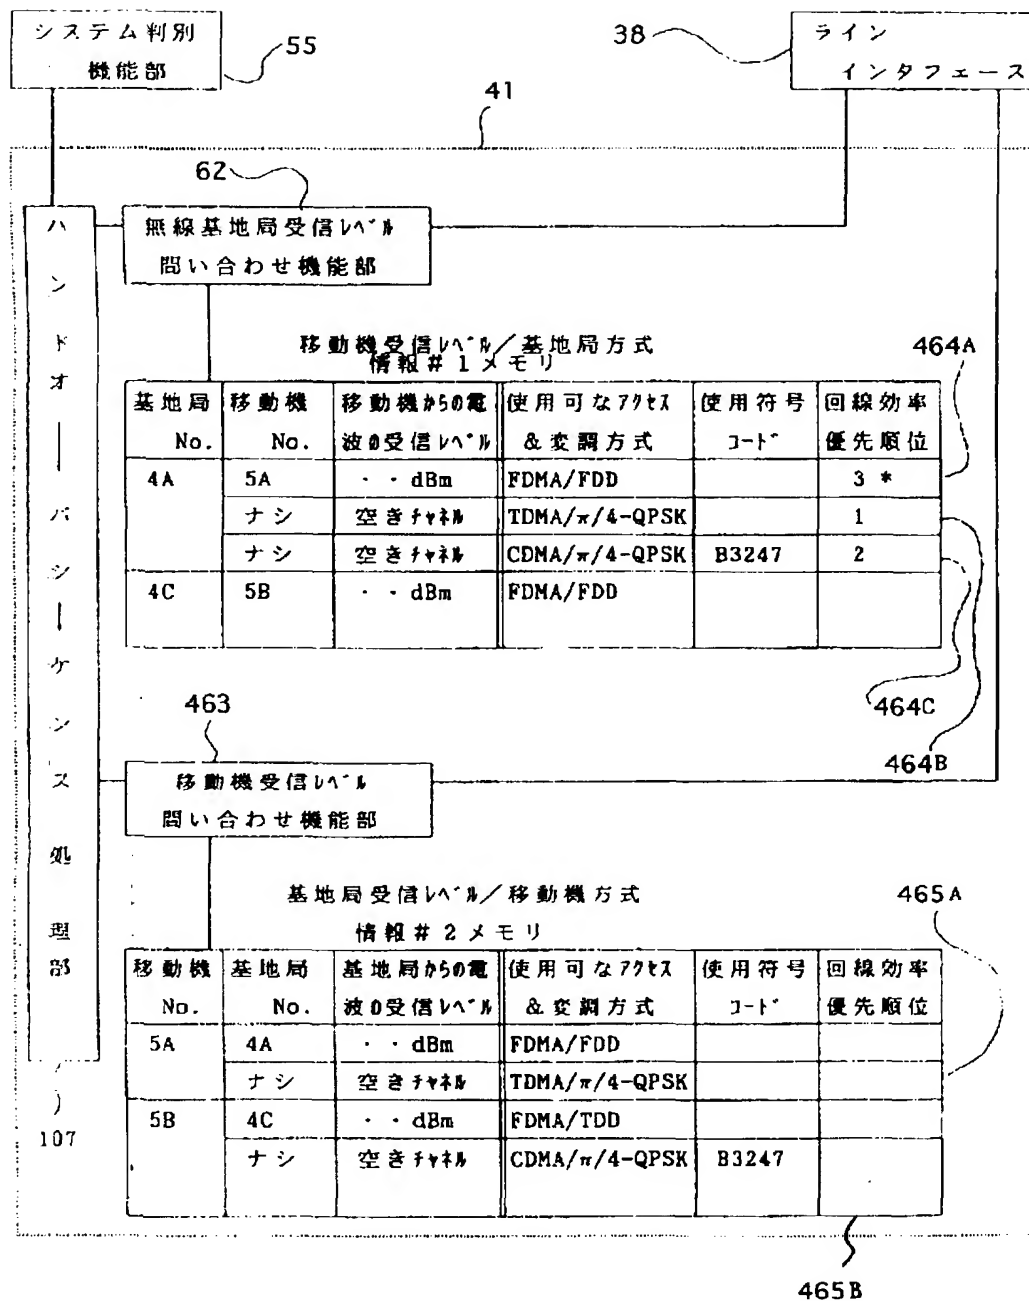 システム判別
機能部
55
38
ライン
インタフェース
41
62
無線基地局受信レベル
問い合わせ機能部
ハンドオーバシーケンス処理部
移動機受信レベル/基地局方式
情報#1メモリ
464A
基地局 移動機 移動機からの電 使用可なアクセス 使用符号 回線効率
No. No. 波の受信レベル &変調方式 コード 優先順位
4A 5A ・・dBm FDMA/FDD 3 *
ナシ 空きチャネル TDMA/π/4-QPSK 1
ナシ 空きチャネル CDMA/π/4-QPSK B3247 2
4C 5B ・・dBm FDMA/FDD
464C
464B
463
移動機受信レベル
問い合わせ機能部
基地局受信レベル/移動機方式
情報#2メモリ
465A
移動機 基地局 基地局からの電 使用可なアクセス 使用符号 回線効率
No. No. 波の受信レベル &変調方式 コード 優先順位
5A 4A ・・dBm FDMA/FDD
ナシ 空きチャネル TDMA/π/4-QPSK
5B 4C ・・dBm FDMA/TDD
ナシ 空きチャネル CDMA/π/4-QPSK B3247
107
465B